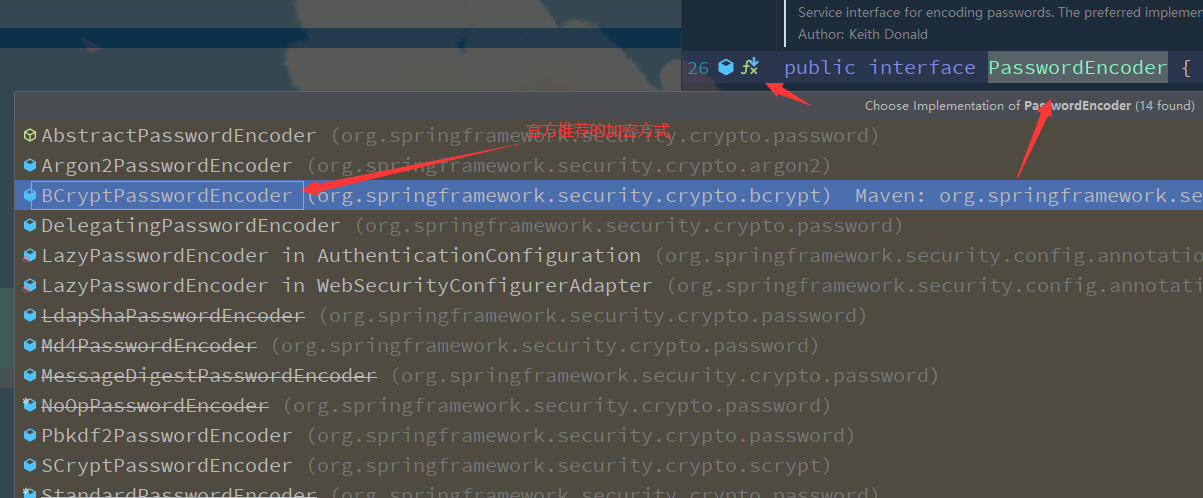 Service interface for encoding passwords. The preferred implemen
Author: Keith Donald
26 public interface PasswordEncoder {
Choose Implementation of PasswordEncoder (14 found)
官方推荐的加密方式
AbstractPasswordEncoder (org.springframework.security.crypto.password)
Argon2PasswordEncoder (org.springframework.security.crypto.argon2)
BCryptPasswordEncoder (org.springframework.security.crypto.bcrypt) Maven: org.springframework.se
DelegatingPasswordEncoder (org.springframework.security.crypto.password)
LazyPasswordEncoder in AuthenticationConfiguration (org.springframework.security.config.annotatio
LazyPasswordEncoder in WebSecurityConfigurerAdapter (org.springframework.security.config.annotati
LdapShaPasswordEncoder (org.springframework.security.crypto.password)
Md4PasswordEncoder (org.springframework.security.crypto.password)
MessageDigestPasswordEncoder (org.springframework.security.crypto.password)
NoOpPasswordEncoder (org.springframework.security.crypto.password)
Pbkdf2PasswordEncoder (org.springframework.security.crypto.password)
SCryptPasswordEncoder (org.springframework.security.crypto.scrypt)
StandardPasswordEncoder (org.springframework.security.crypto.password)